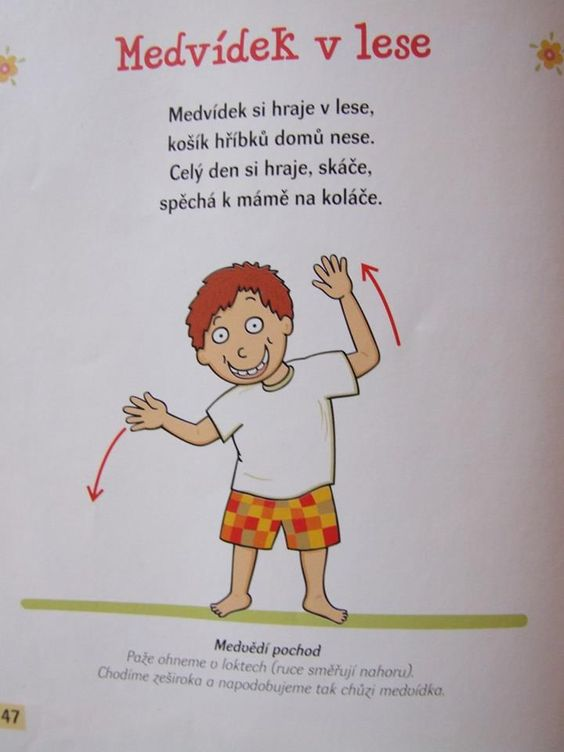 Medvídek v lese
Medvídek si hraje v lese,
košík hříbků domů nese.
Celý den si hraje, skáče,
spěchá k mámě na koláče.
Medvědí pochod
Paže ohneme v loktech (ruce směřují nahoru).
Chodíme zeširoka a napodobujeme tak chůzi medvídka.
47